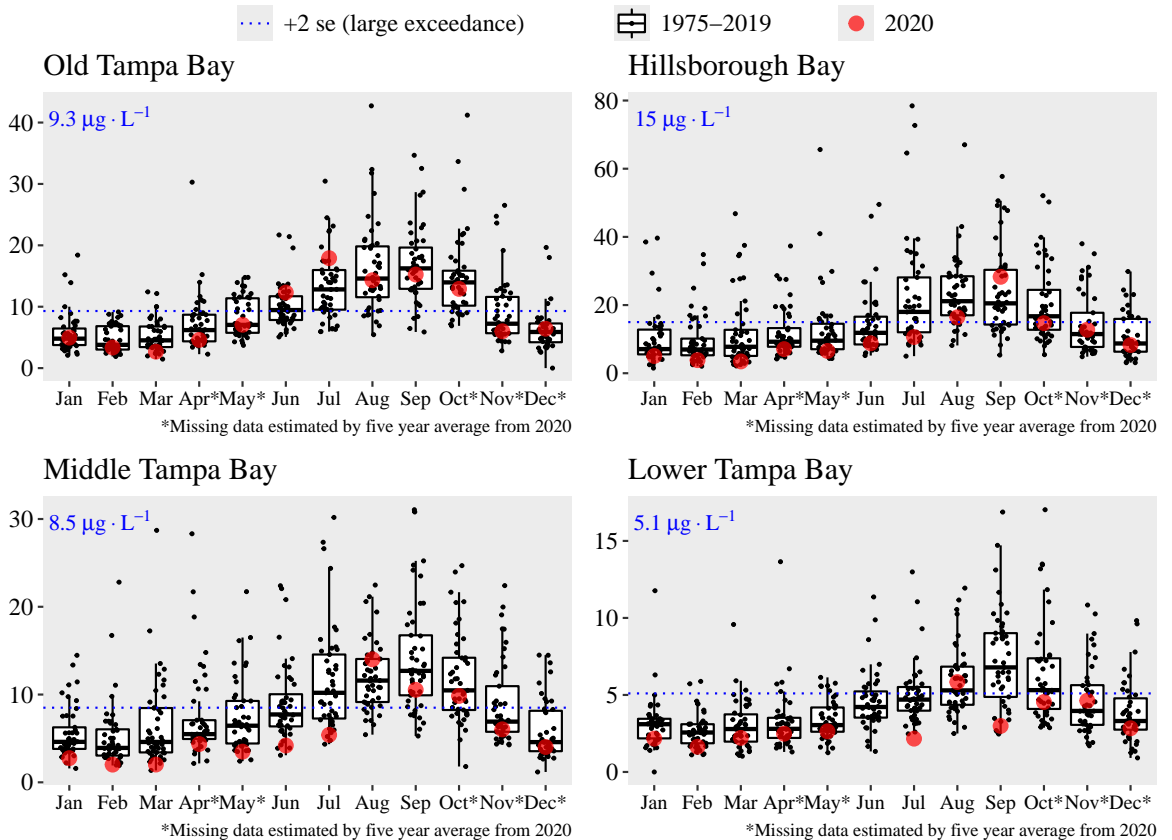 +2 se (large exceedance) 1975−2019 2020
Old Tampa Bay
9.3 μg · L⁻¹
40
30
20
10
0
Jan Feb Mar Apr* May* Jun Jul Aug Sep Oct* Nov* Dec*
*Missing data estimated by five year average from 2020
Hillsborough Bay
15 μg · L⁻¹
80
60
40
20
0
Jan Feb Mar Apr* May* Jun Jul Aug Sep Oct* Nov* Dec*
*Missing data estimated by five year average from 2020
Middle Tampa Bay
8.5 μg · L⁻¹
30
20
10
0
Jan Feb Mar Apr* May* Jun Jul Aug Sep Oct* Nov* Dec*
*Missing data estimated by five year average from 2020
Lower Tampa Bay
5.1 μg · L⁻¹
15
10
5
0
Jan Feb Mar Apr* May* Jun Jul Aug Sep Oct* Nov* Dec*
*Missing data estimated by five year average from 2020